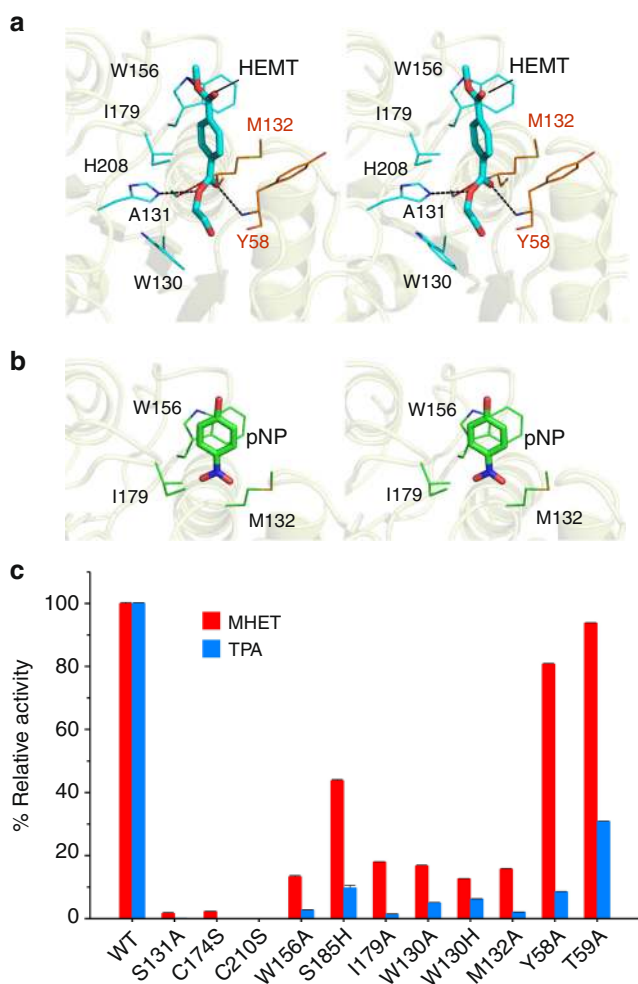 a
W156 HEMT W156 HEMT
I179 M132 I179 M132
H208 H208
A131 Y58 A131 Y58
W130 W130
b
W156 pNP W156 pNP
I179 M132 I179 M132
c
100
80
60
40
20
0
% Relative activity
MHET
TPA
WT S131A C174S C210S W156A S185H I179A W130A W130H M132A Y58A T59A